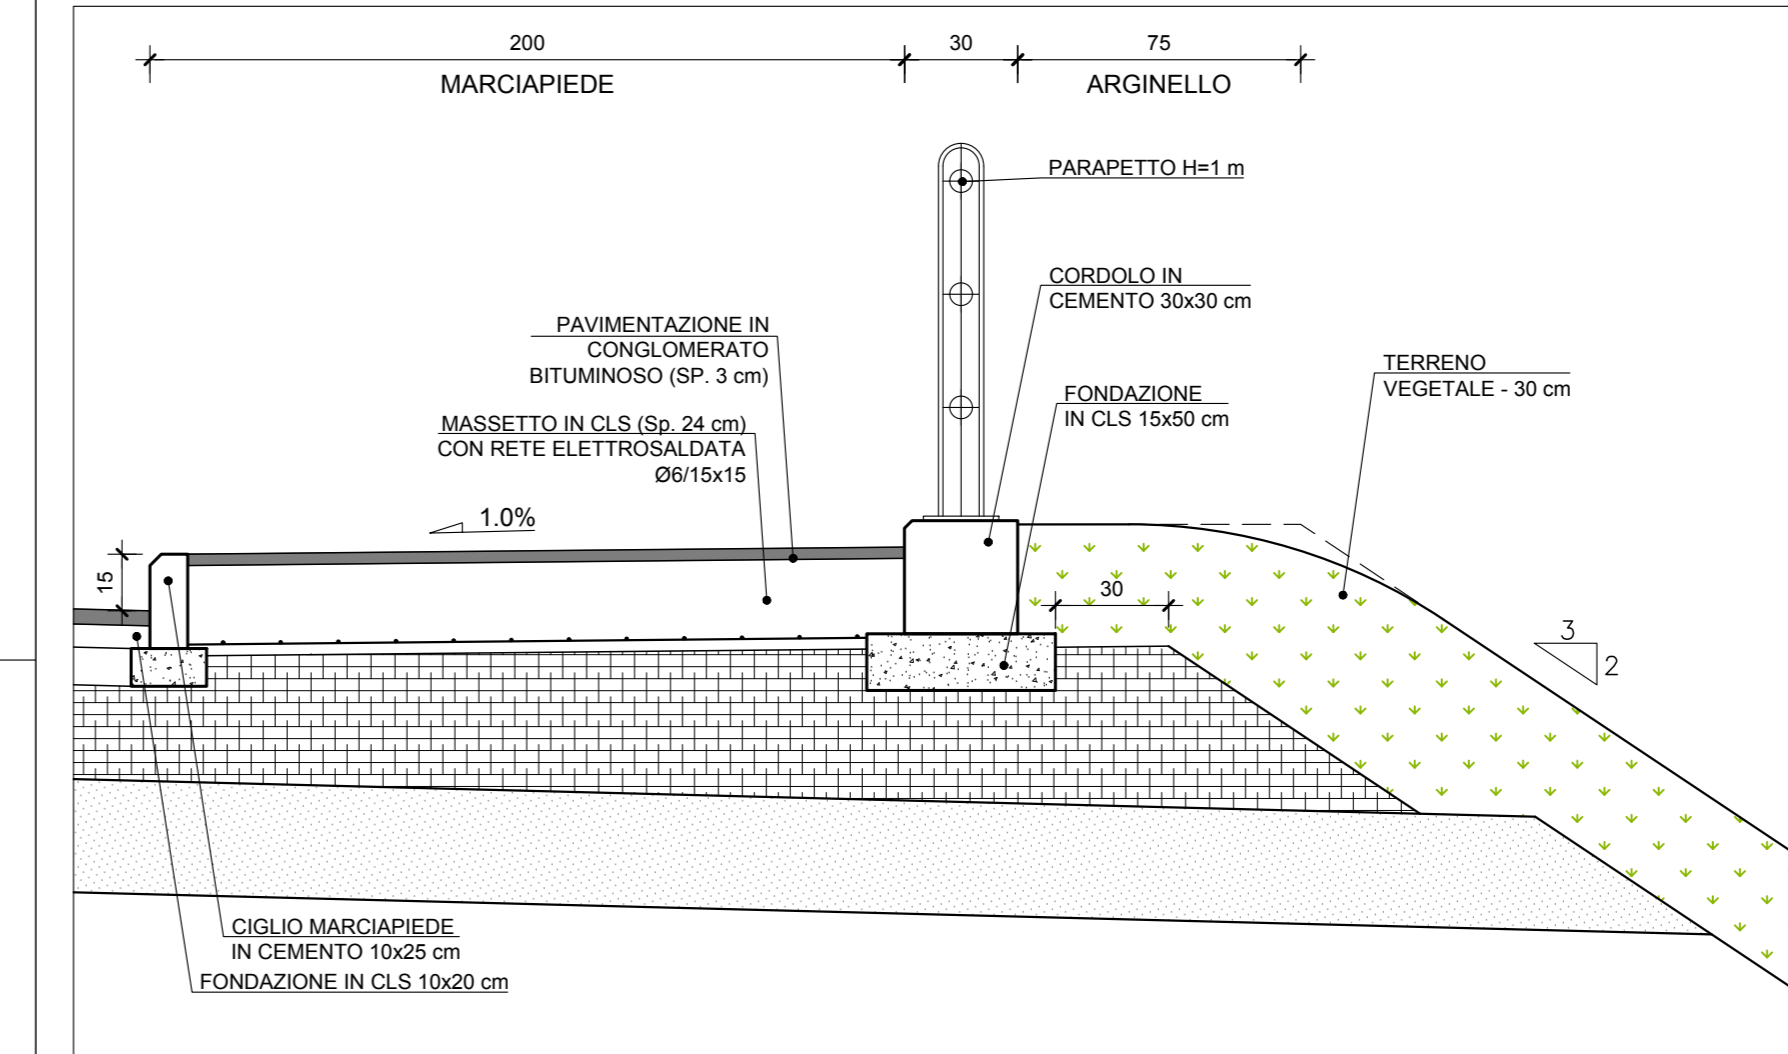 200
30
75
MARCIAPIEDE
ARGINELLO
PARAPETTO H=1 m
CORDOLO IN
CEMENTO 30x30 cm
PAVIMENTAZIONE IN
CONGLOMERATO
BITUMINOSO (SP. 3 cm)
TERRENO
VEGETALE - 30 cm
FONDAZIONE
IN CLS 15x50 cm
MASSETTO IN CLS (Sp. 24 cm)
CON RETE ELETTROSALDATA
Ø6/15x15
1.0%
15
30
3
2
CIGLIO MARCIAPIEDE
IN CEMENTO 10x25 cm
FONDAZIONE IN CLS 10x20 cm